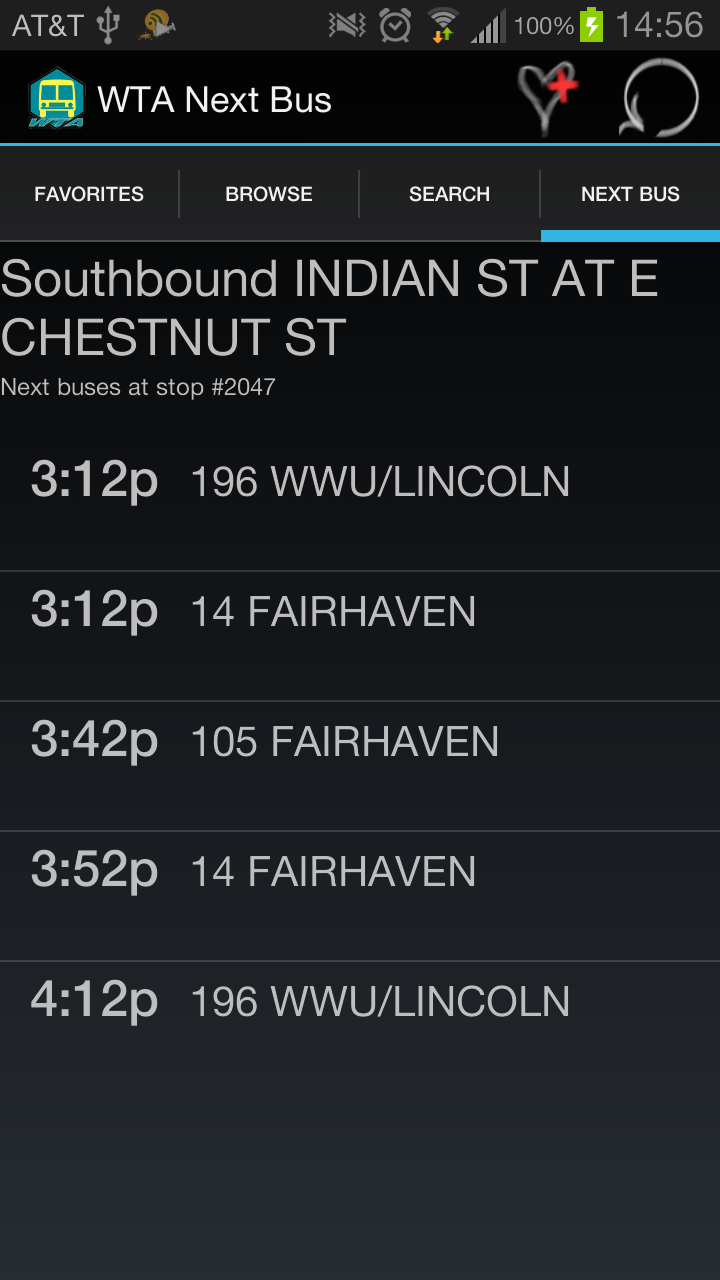 AT&T 100% 14:56
WTA
WTA Next Bus
FAVORITES BROWSE SEARCH NEXT BUS
Southbound INDIAN ST AT E
CHESTNUT ST
Next buses at stop #2047
3:12p 196 WWU/LINCOLN
3:12p 14 FAIRHAVEN
3:42p 105 FAIRHAVEN
3:52p 14 FAIRHAVEN
4:12p 196 WWU/LINCOLN